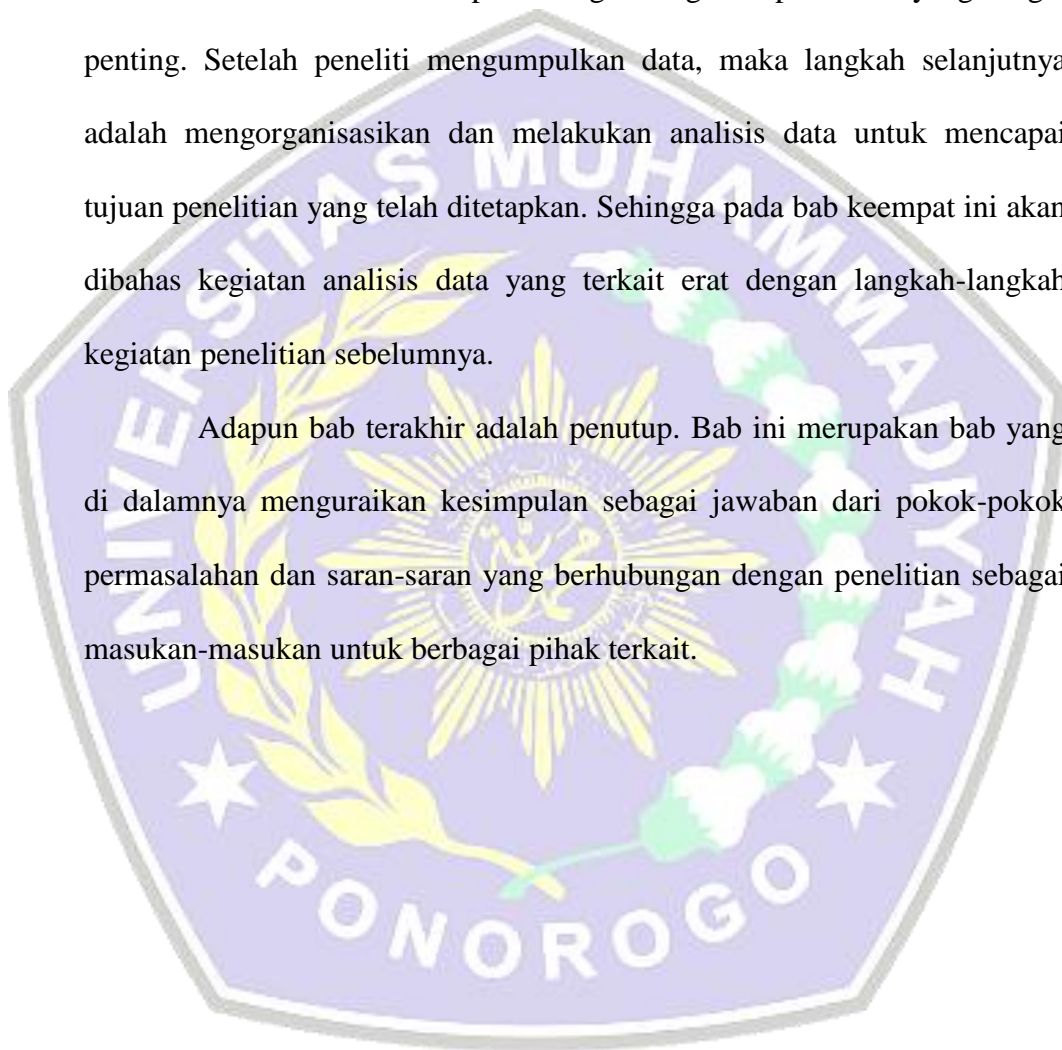 penting. Setelah peneliti mengumpulkan data, maka langkah selanjutnya
adalah mengorganisasikan dan melakukan analisis data untuk mencapai
tujuan penelitian yang telah ditetapkan. Sehingga pada bab keempat ini akan
dibahas kegiatan analisis data yang terkait erat dengan langkah-langkah
kegiatan penelitian sebelumnya.
Adapun bab terakhir adalah penutup. Bab ini merupakan bab yang
di dalamnya menguraikan kesimpulan sebagai jawaban dari pokok-pokok
permasalahan dan saran-saran yang berhubungan dengan penelitian sebagai
masukan-masukan untuk berbagai pihak terkait.
UNIVERSITAS MUHAMMADIYAH
PONOROGO